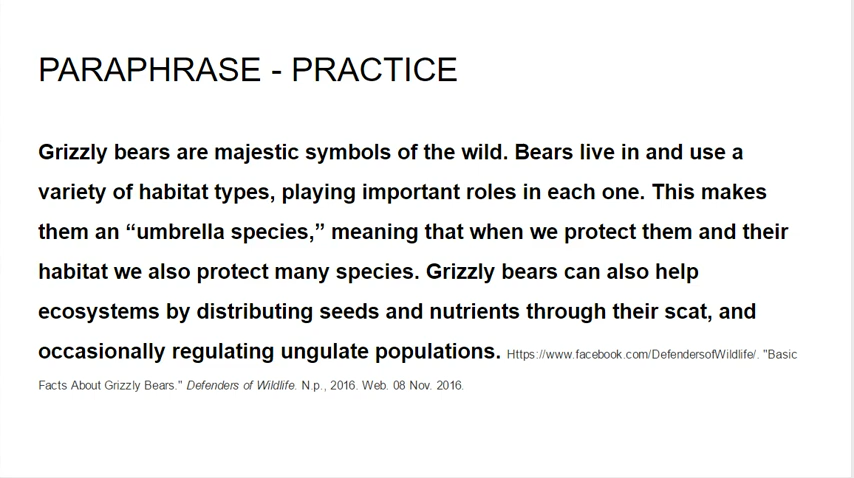 PARAPHRASE - PRACTICE
Grizzly bears are majestic symbols of the wild. Bears live in and use a
variety of habitat types, playing important roles in each one. This makes
them an “umbrella species,” meaning that when we protect them and their
habitat we also protect many species. Grizzly bears can also help
ecosystems by distributing seeds and nutrients through their scat, and
occasionally regulating ungulate populations. Https://www.facebook.com/DefendersofWildlife/. "Basic
Facts About Grizzly Bears." Defenders of Wildlife. N.p., 2016. Web. 08 Nov. 2016.